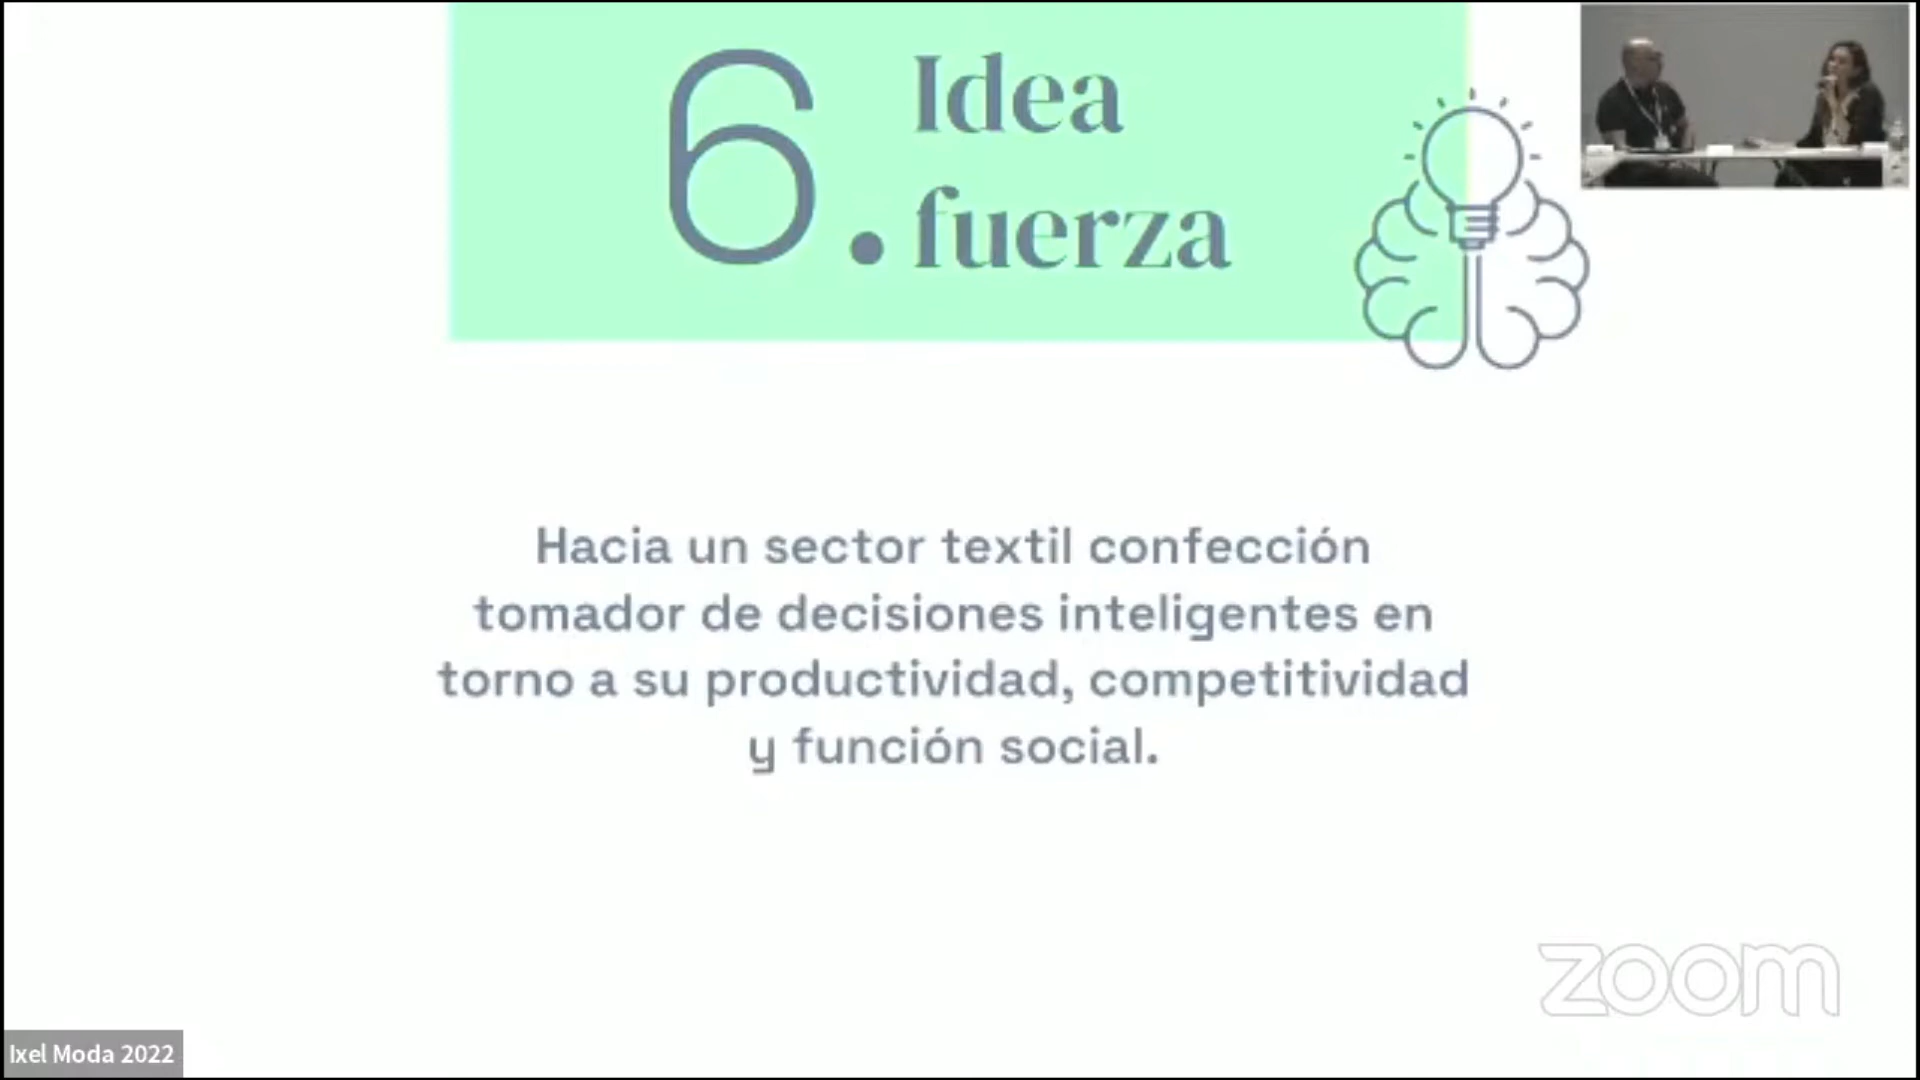 6. Idea
fuerza
Hacia un sector textil confección
tomador de decisiones inteligentes en
torno a su productividad, competitividad
y función social.
zoom
Ixel Moda 2022